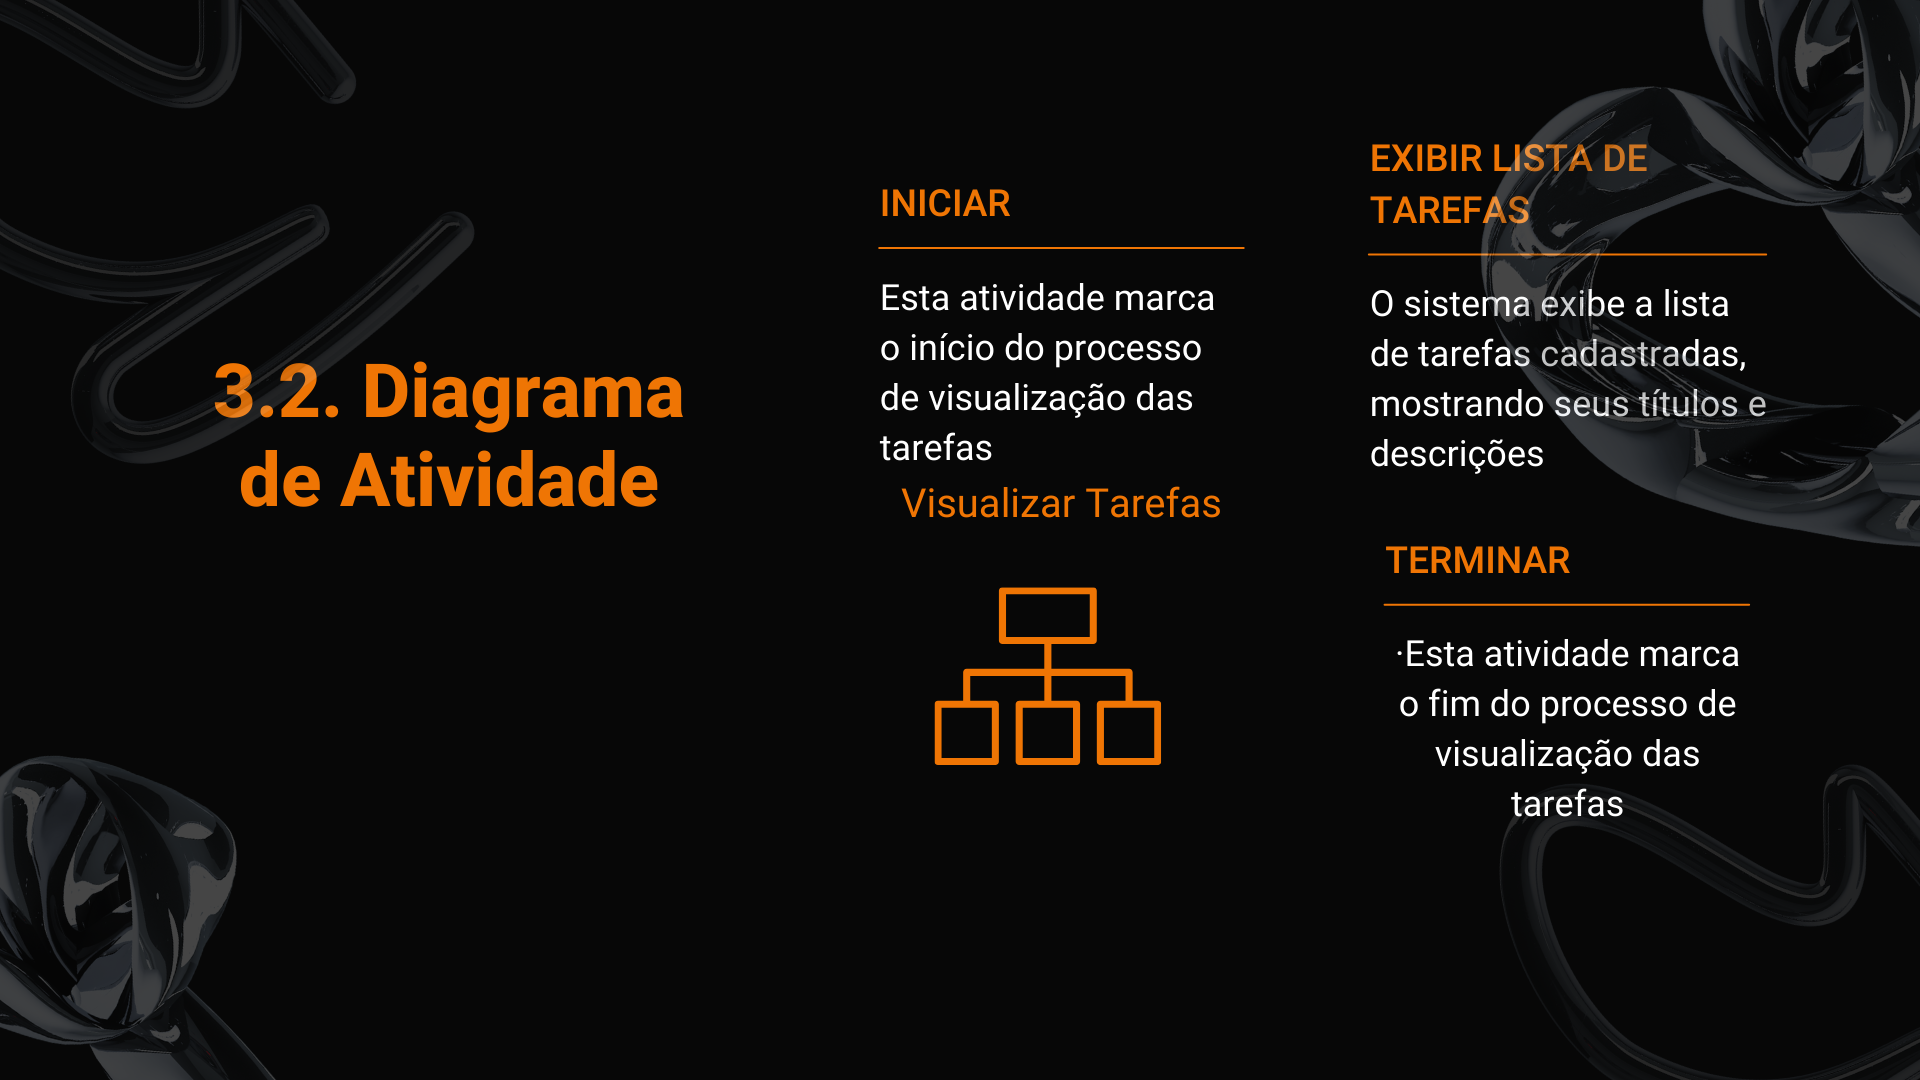 3.2. Diagrama
de Atividade
INICIAR
Esta atividade marca
o início do processo
de visualização das
tarefas
Visualizar Tarefas
EXIBIR LISTA DE
TAREFAS
O sistema exibe a lista
de tarefas cadastradas,
mostrando seus títulos e
descrições
TERMINAR
·Esta atividade marca
o fim do processo de
visualização das
tarefas